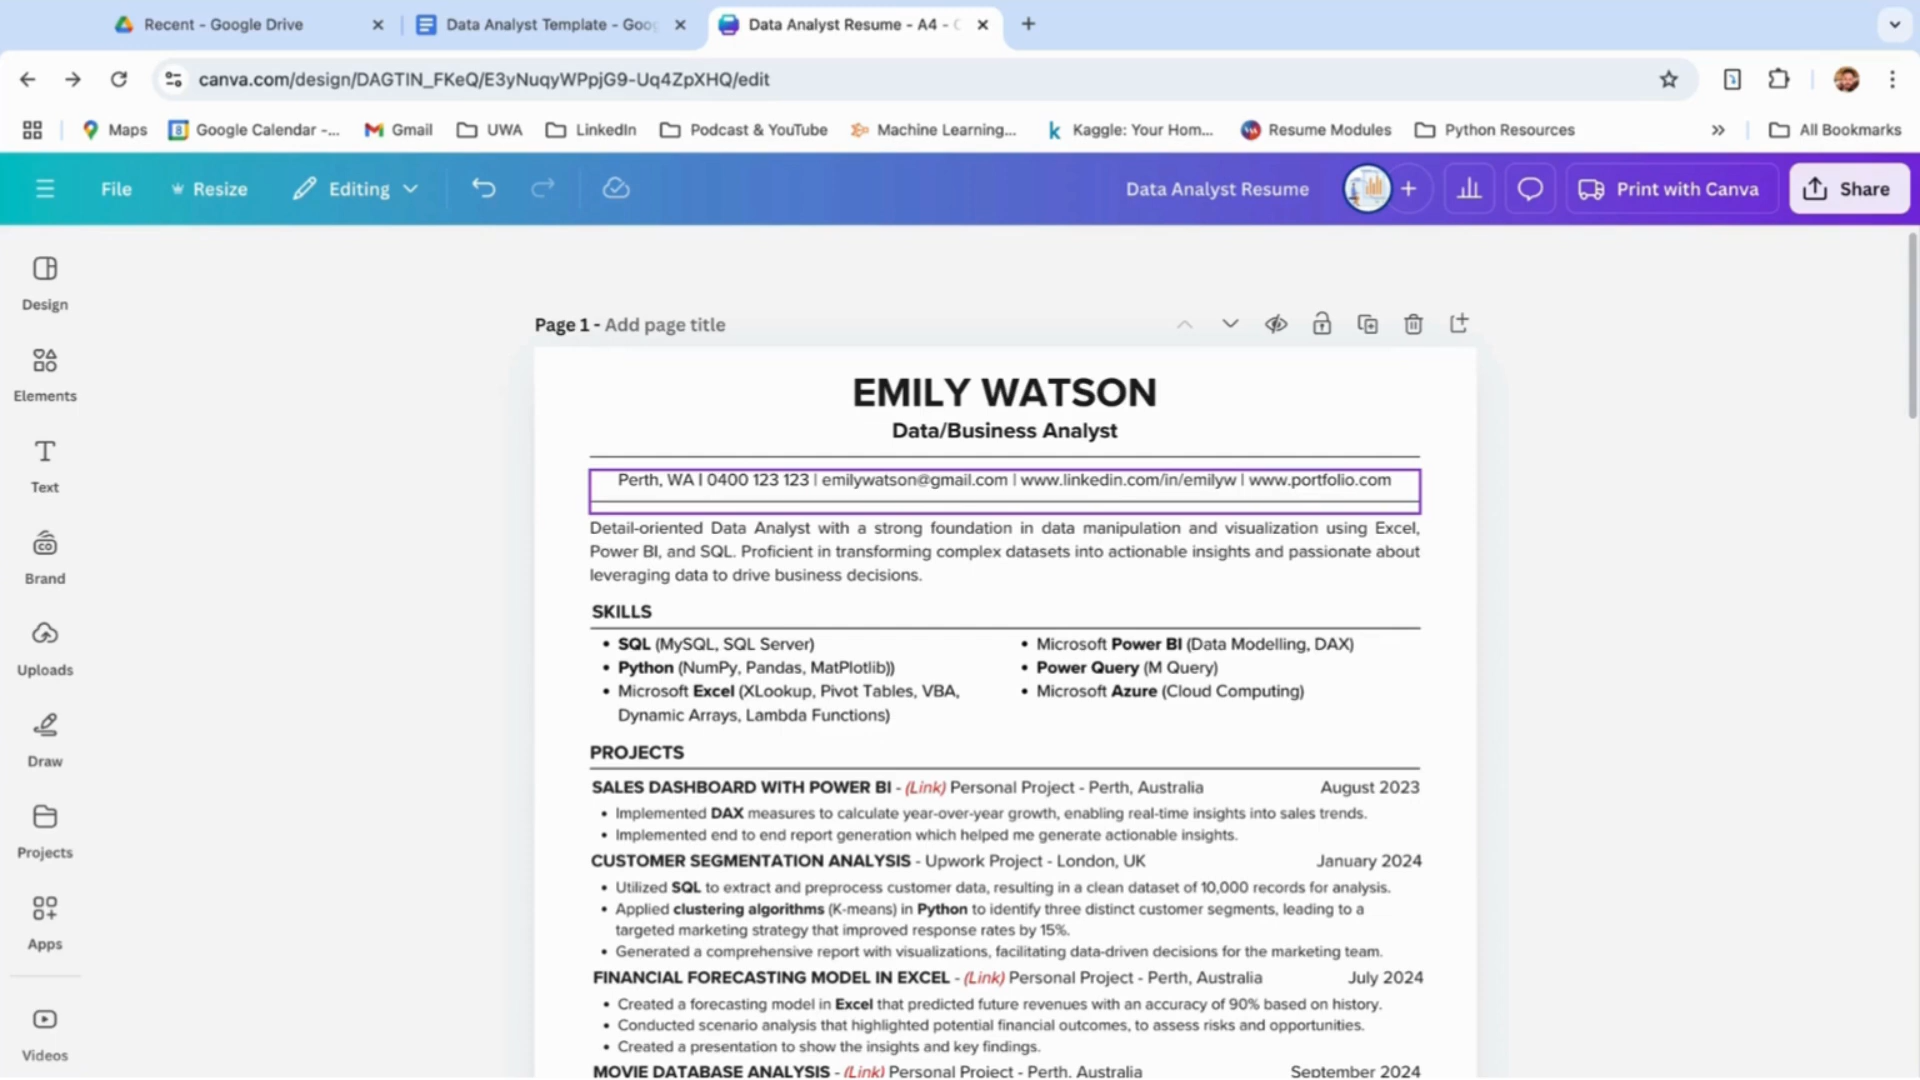 Recent - Google Drive
Data Analyst Template - Goo
Data Analyst Resume - A4 -
canva.com/design/DAGTIN_FKeQ/E3yNuqyWPpjG9-Uq4ZpXHQ/edit
Maps
Google Calendar -...
Gmail
UWA
LinkedIn
Podcast & YouTube
Machine Learning...
Kaggle: Your Hom...
Resume Modules
Python Resources
All Bookmarks
File
Resize
Editing
Data Analyst Resume
Print with Canva
Share
Design
Elements
Text
Brand
Uploads
Draw
Projects
Apps
Videos
Page 1 - Add page title
EMILY WATSON
Data/Business Analyst
Perth, WA | 0400 123 123 | emilywatson@gmail.com | www.linkedin.com/in/emilyw | www.portfolio.com
Detail-oriented Data Analyst with a strong foundation in data manipulation and visualization using Excel,
Power BI, and SQL. Proficient in transforming complex datasets into actionable insights and passionate about
leveraging data to drive business decisions.
SKILLS
• SQL (MySQL, SQL Server)
• Python (NumPy, Pandas, MatPlotlib))
• Microsoft Excel (XLookup, Pivot Tables, VBA,
Dynamic Arrays, Lambda Functions)
• Microsoft Power BI (Data Modelling, DAX)
• Power Query (M Query)
• Microsoft Azure (Cloud Computing)
PROJECTS
SALES DASHBOARD WITH POWER BI - (Link) Personal Project - Perth, Australia August 2023
• Implemented DAX measures to calculate year-over-year growth, enabling real-time insights into sales trends.
• Implemented end to end report generation which helped me generate actionable insights.
CUSTOMER SEGMENTATION ANALYSIS - Upwork Project - London, UK January 2024
• Utilized SQL to extract and preprocess customer data, resulting in a clean dataset of 10,000 records for analysis.
• Applied clustering algorithms (K-means) in Python to identify three distinct customer segments, leading to a
targeted marketing strategy that improved response rates by 15%.
• Generated a comprehensive report with visualizations, facilitating data-driven decisions for the marketing team.
FINANCIAL FORECASTING MODEL IN EXCEL - (Link) Personal Project - Perth, Australia July 2024
• Created a forecasting model in Excel that predicted future revenues with an accuracy of 90% based on history.
• Conducted scenario analysis that highlighted potential financial outcomes, to assess risks and opportunities.
• Created a presentation to show the insights and key findings.
MOVIE DATABASE ANALYSIS - (Link) Personal Project - Perth, Australia September 2024